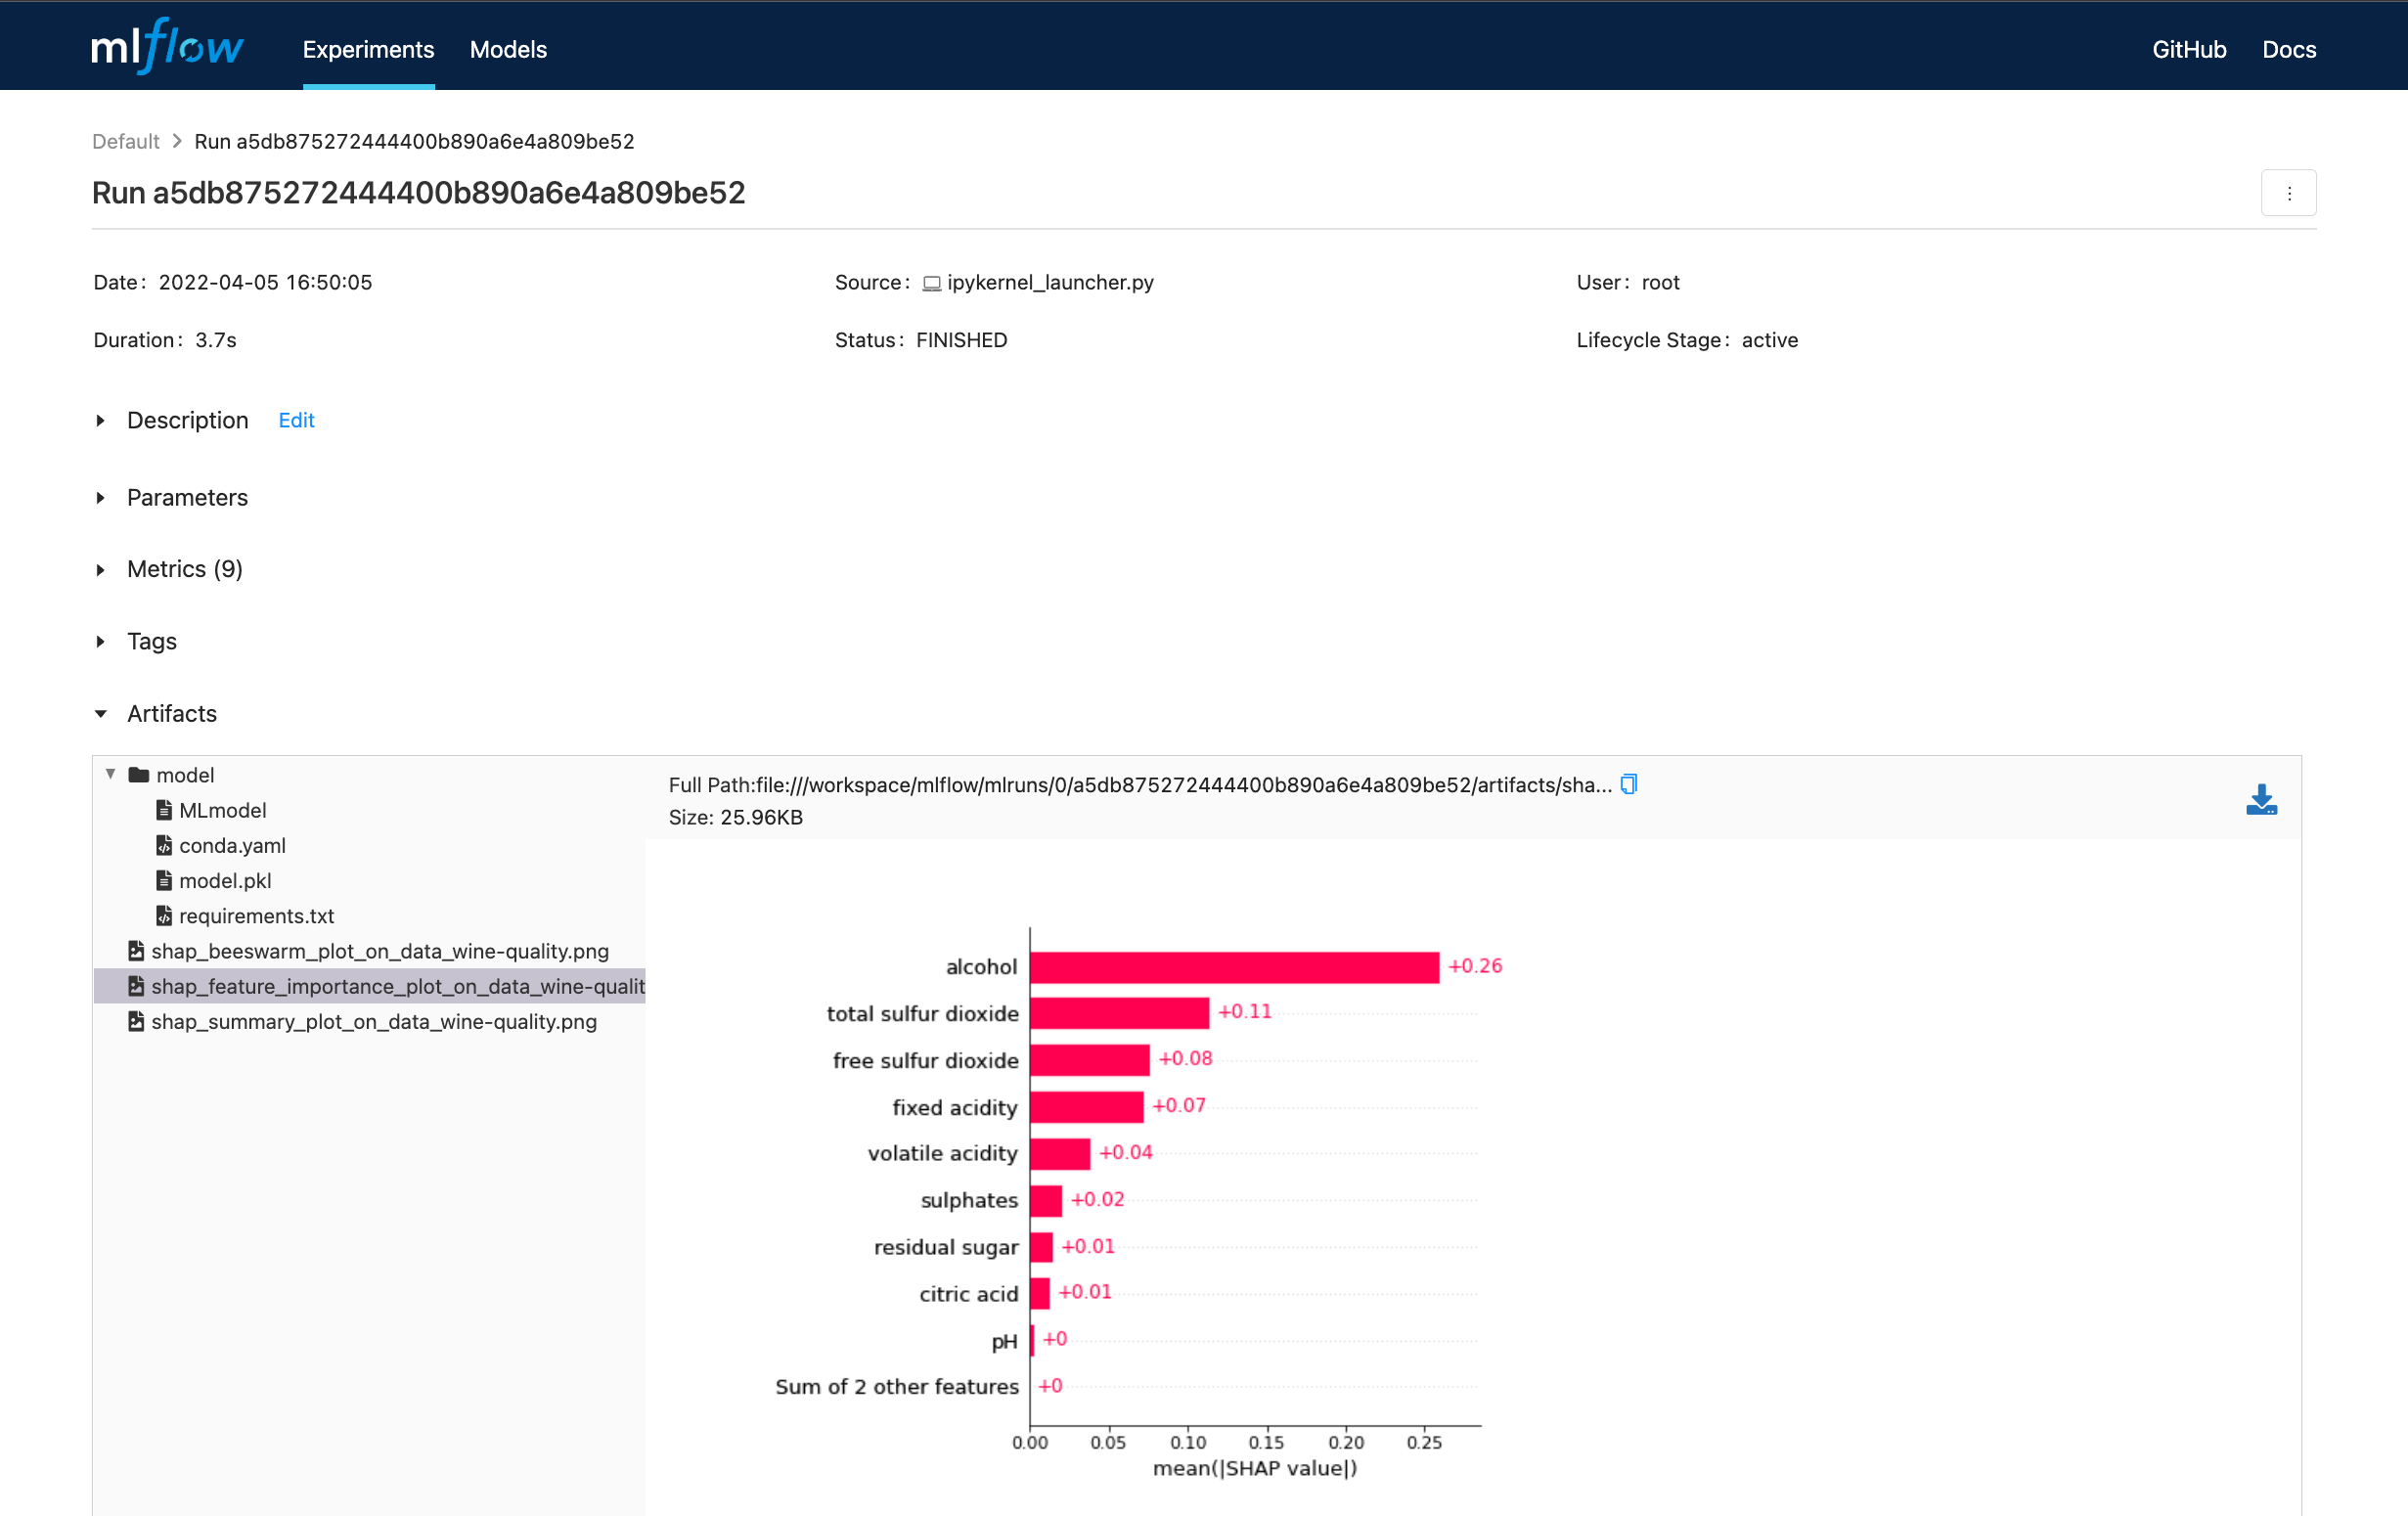 mlflow Experiments Models GitHub Docs
Default > Run a5db875272444400b890a6e4a809be52
Run a5db875272444400b890a6e4a809be52
Date: 2022-04-05 16:50:05 Source: ipykernel_launcher.py User: root
Duration: 3.7s Status: FINISHED Lifecycle Stage: active
Description Edit
Parameters
Metrics (9)
Tags
Artifacts
model
MLmodel
conda.yaml
model.pkl
requirements.txt
shap_beeswarm_plot_on_data_wine-quality.png
shap_feature_importance_plot_on_data_wine-qualit
shap_summary_plot_on_data_wine-quality.png
Full Path:file:///workspace/mlflow/mlruns/0/a5db875272444400b890a6e4a809be52/artifacts/sha...
Size: 25.96KB
alcohol +0.26
total sulfur dioxide +0.11
free sulfur dioxide +0.08
fixed acidity +0.07
volatile acidity +0.04
sulphates +0.02
residual sugar +0.01
citric acid +0.01
pH +0
Sum of 2 other features +0
0.00 0.05 0.10 0.15 0.20 0.25
mean(|SHAP value|)